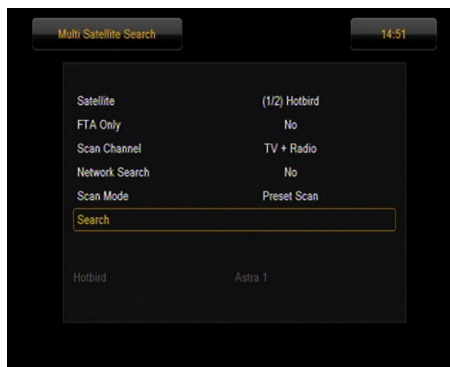 Multi Satellite Search 14:51
Satellite (1/2) Hotbird
FTA Only No
Scan Channel TV + Radio
Network Search No
Scan Mode Preset Scan
Search
Hotbird Astra 1